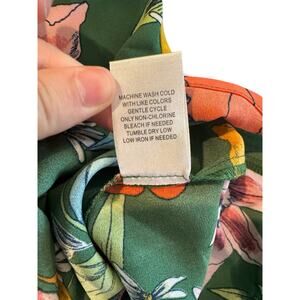 MACHINE WASH COLD
WITH LIKE COLORS
GENTLE CYCLE
ONLY NON-CHLORINE
BLEACH IF NEEDED
TUMBLE DRY LOW
LOW IRON IF NEEDED